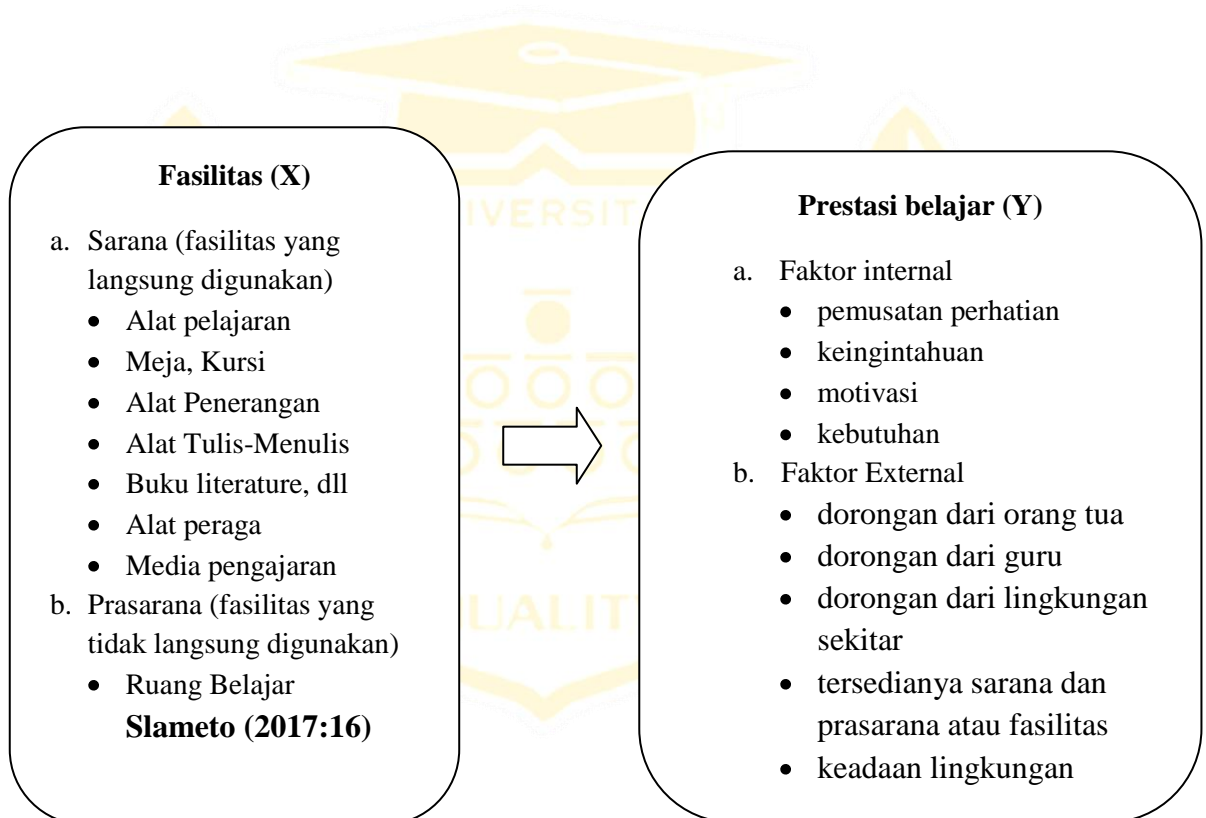 Fasilitas (X)
a. Sarana (fasilitas yang
langsung digunakan)
• Alat pelajaran
• Meja, Kursi
• Alat Penerangan
• Alat Tulis-Menulis
• Buku literature, dll
• Alat peraga
• Media pengajaran
b. Prasarana (fasilitas yang
tidak langsung digunakan)
• Ruang Belajar
Slameto (2017:16)
Prestasi belajar (Y)
a. Faktor internal
• pemusatan perhatian
• keingintahuan
• motivasi
• kebutuhan
b. Faktor External
• dorongan dari orang tua
• dorongan dari guru
• dorongan dari lingkungan
sekitar
• tersedianya sarana dan
prasarana atau fasilitas
• keadaan lingkungan